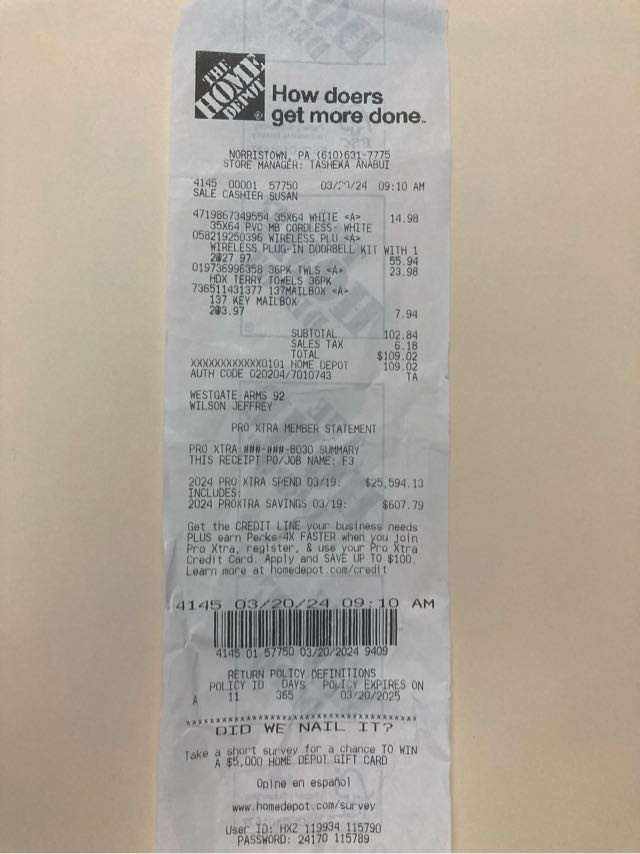 THE
HOME
DEPOT
How doers
get more done.
NORRISTOWN, PA (610)631-7775
STORE MANAGER: TASHEKA ANABUI
4145 00001 57750 03/20/24 09:10 AM
SALE CASHIER SUSAN
4719867349554 35X64 WHITE <A> 14.98
35X64 PVC MB CORDLESS- WHITE
058219250396 WIRELESS PLU <A>
WIRELESS PLUG-IN DOORBELL KIT WITH 1
2@27.97 55.94
019736996358 36PK TWLS <A> 23.98
HDX TERRY TOWELS 36PK
736511431377 137MAILBOX <A>
137 KEY MAILBOX
2@3.97 7.94
SUBTOTAL 102.84
SALES TAX 6.18
TOTAL $109.02
XXXXXXXXXXXX0101 HOME DEPOT 109.02
AUTH CODE 020204/7010743 TA
WESTGATE ARMS 92
WILSON JEFFREY
PRO XTRA MEMBER STATEMENT
PRO XTRA ###-###-8030 SUMMARY
THIS RECEIPT PO/JOB NAME: F3
2024 PRO XTRA SPEND 03/19: $25,594.13
INCLUDES:
2024 PROXTRA SAVINGS 03/19: $607.79
Get the CREDIT LINE your business needs
PLUS earn Perks 4X FASTER when you join
Pro Xtra, register, & use your Pro Xtra
Credit Card. Apply and SAVE UP TO $100.
Learn more at homedepot.com/credit
4145 03/20/24 09:10 AM
4145 01 57750 03/20/2024 9409
RETURN POLICY DEFINITIONS
POLICY ID DAYS POLICY EXPIRES ON
A 11 365 03/20/2025
DID WE NAIL IT?
Take a short survey for a chance TO WIN
A $5,000 HOME DEPOT GIFT CARD
Opine en español
www.homedepot.com/survey
User ID: HXZ 119934 115790
PASSWORD: 24170 115789